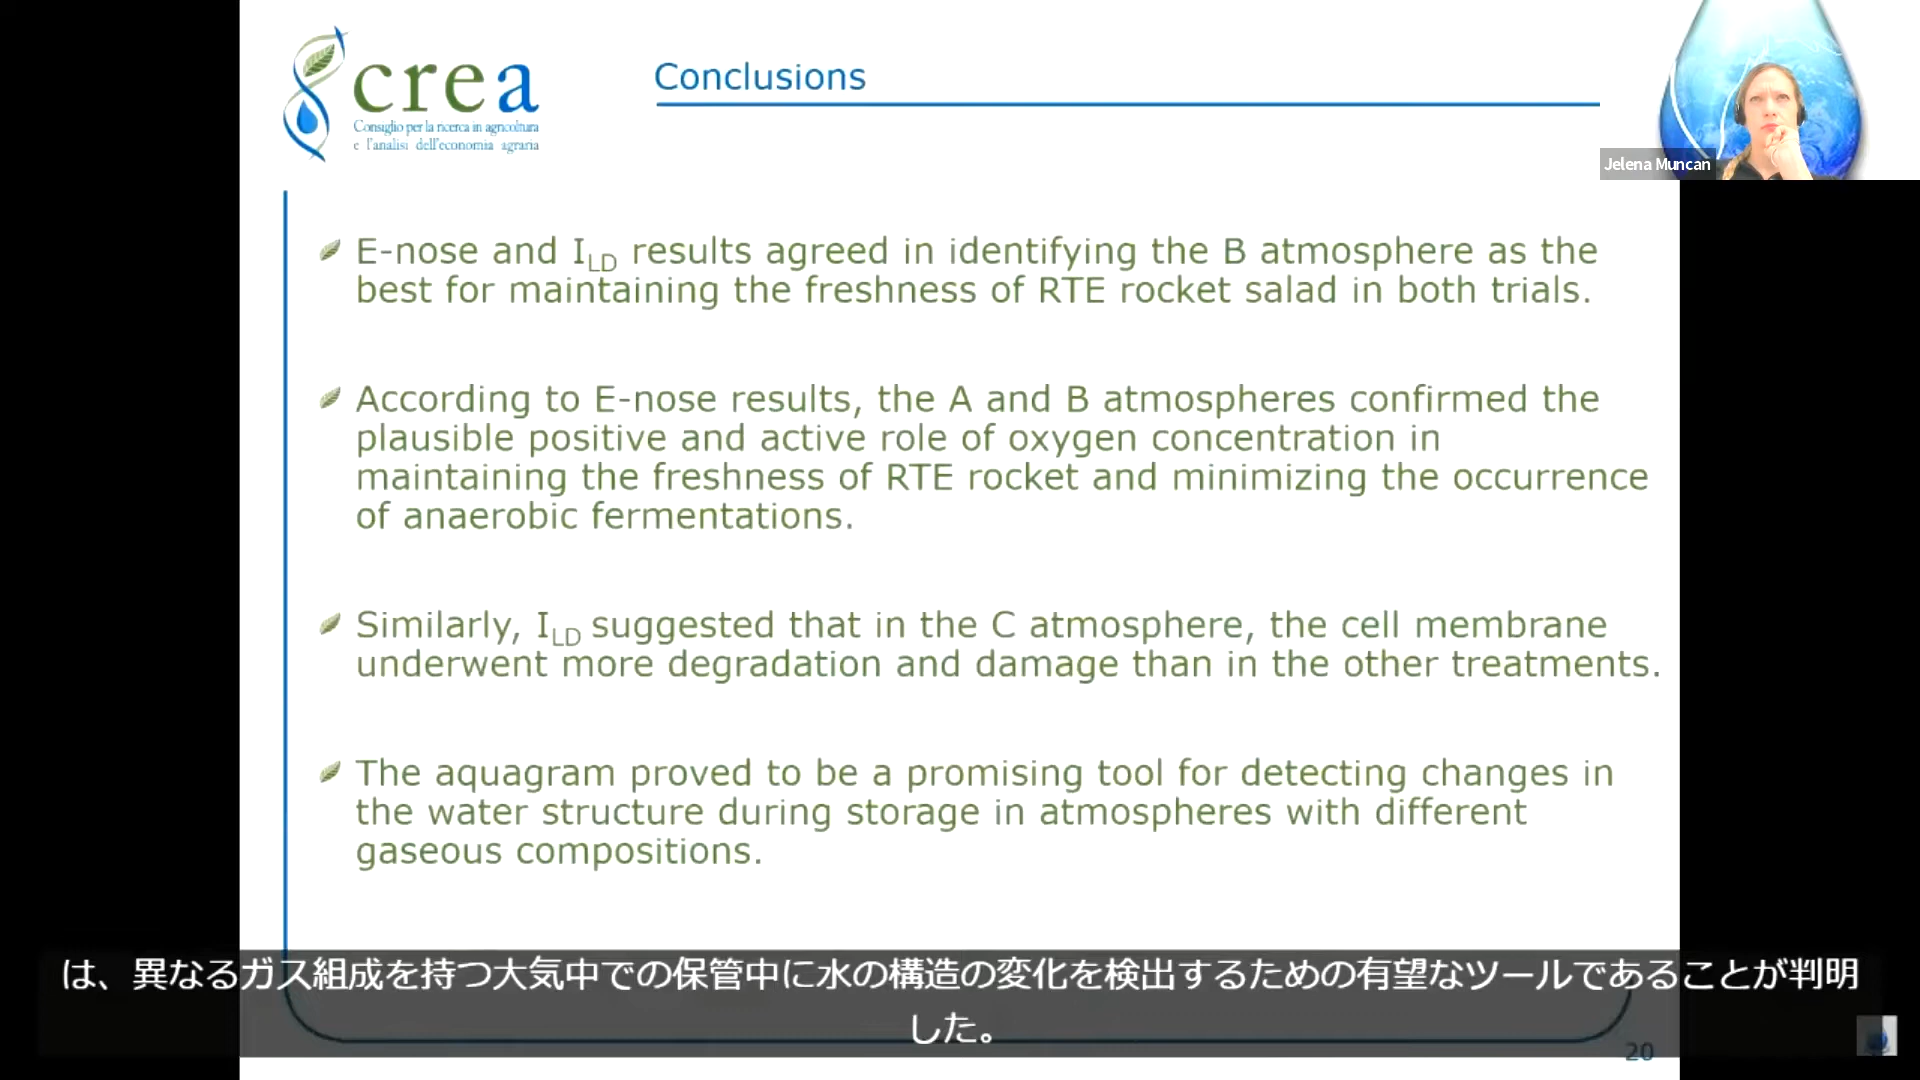 crea
Consiglio per la ricerca in agricoltura
e l'analisi dell'economia agraria
Conclusions
Jelena Muncan
E-nose and ILD results agreed in identifying the B atmosphere as the
best for maintaining the freshness of RTE rocket salad in both trials.
According to E-nose results, the A and B atmospheres confirmed the
plausible positive and active role of oxygen concentration in
maintaining the freshness of RTE rocket and minimizing the occurrence
of anaerobic fermentations.
Similarly, ILD suggested that in the C atmosphere, the cell membrane
underwent more degradation and damage than in the other treatments.
The aquagram proved to be a promising tool for detecting changes in
the water structure during storage in atmospheres with different
gaseous compositions.
は、異なるガス組成を持つ大気中での保管中に水の構造の変化を検出するための有望なツールであることが判明
した。
20